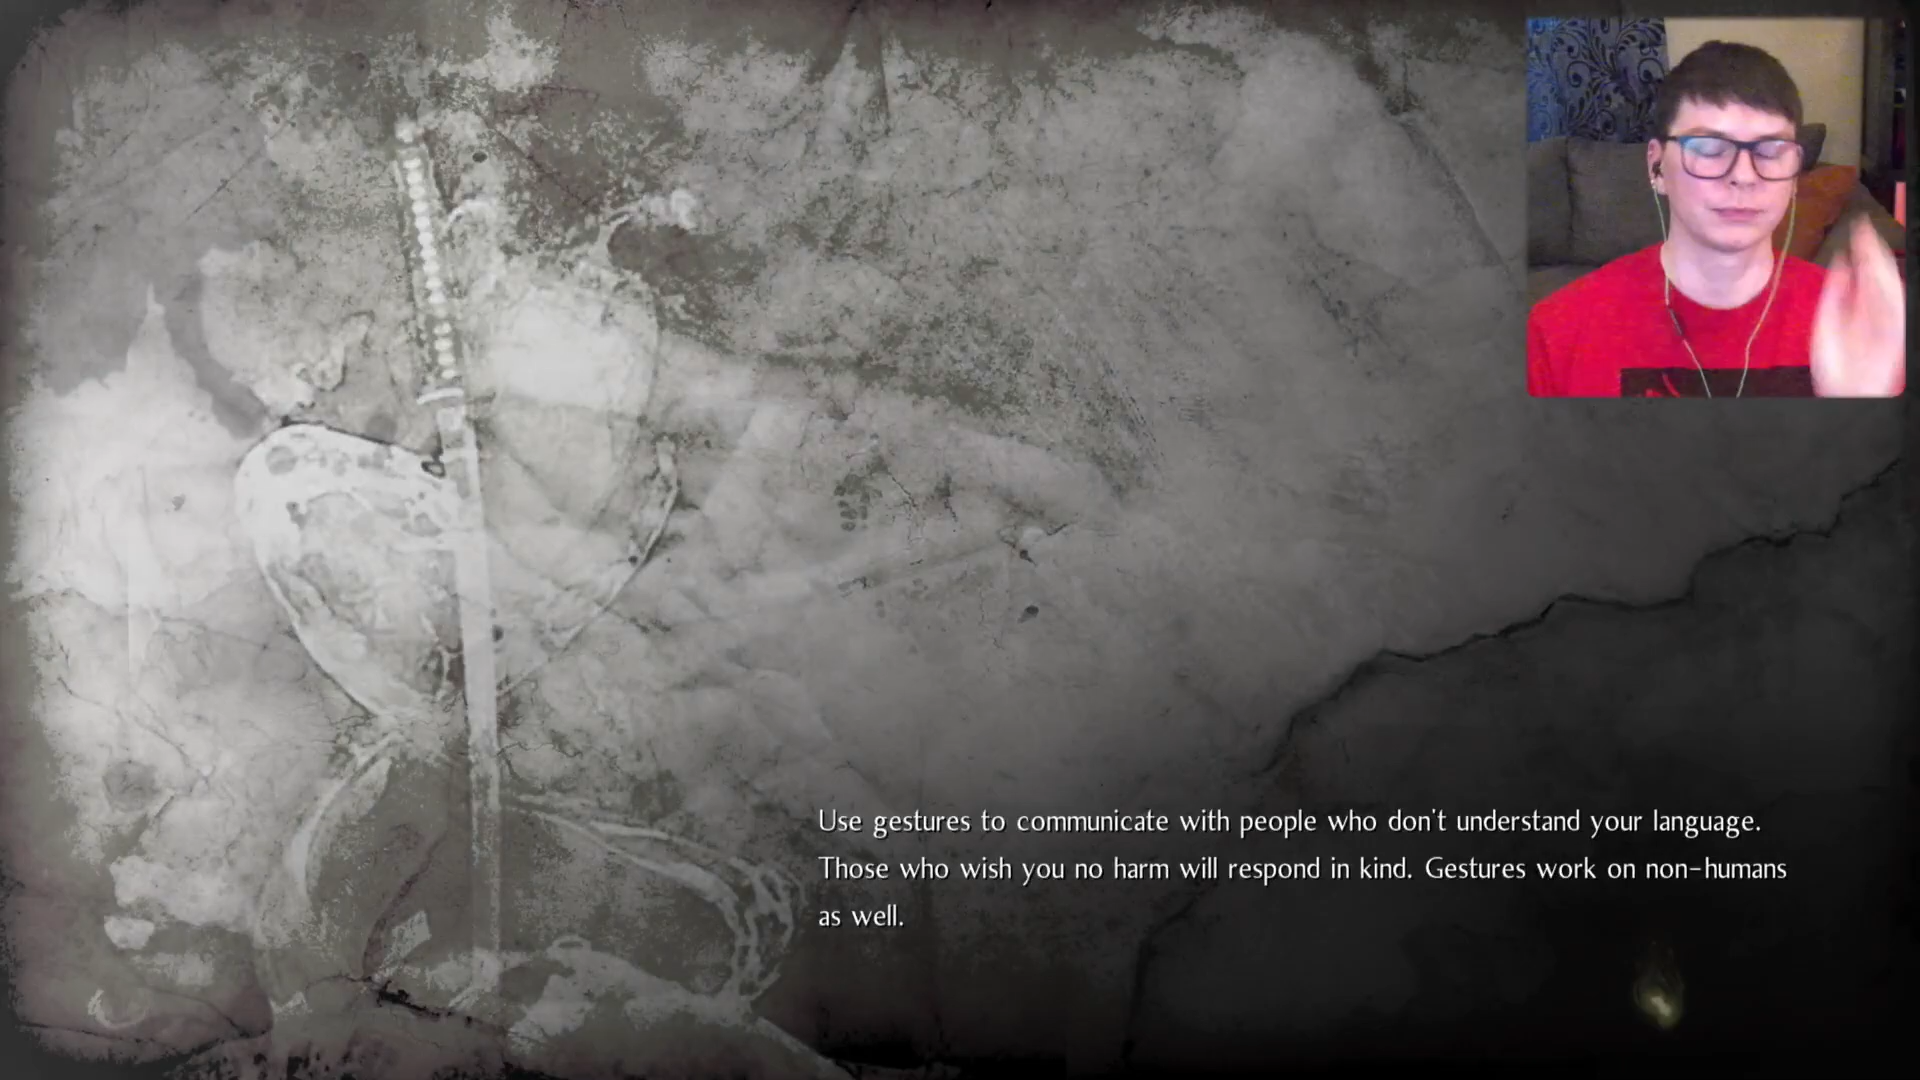 Use gestures to communicate with people who don't understand your language.
Those who wish you no harm will respond in kind. Gestures work on non-humans
as well.